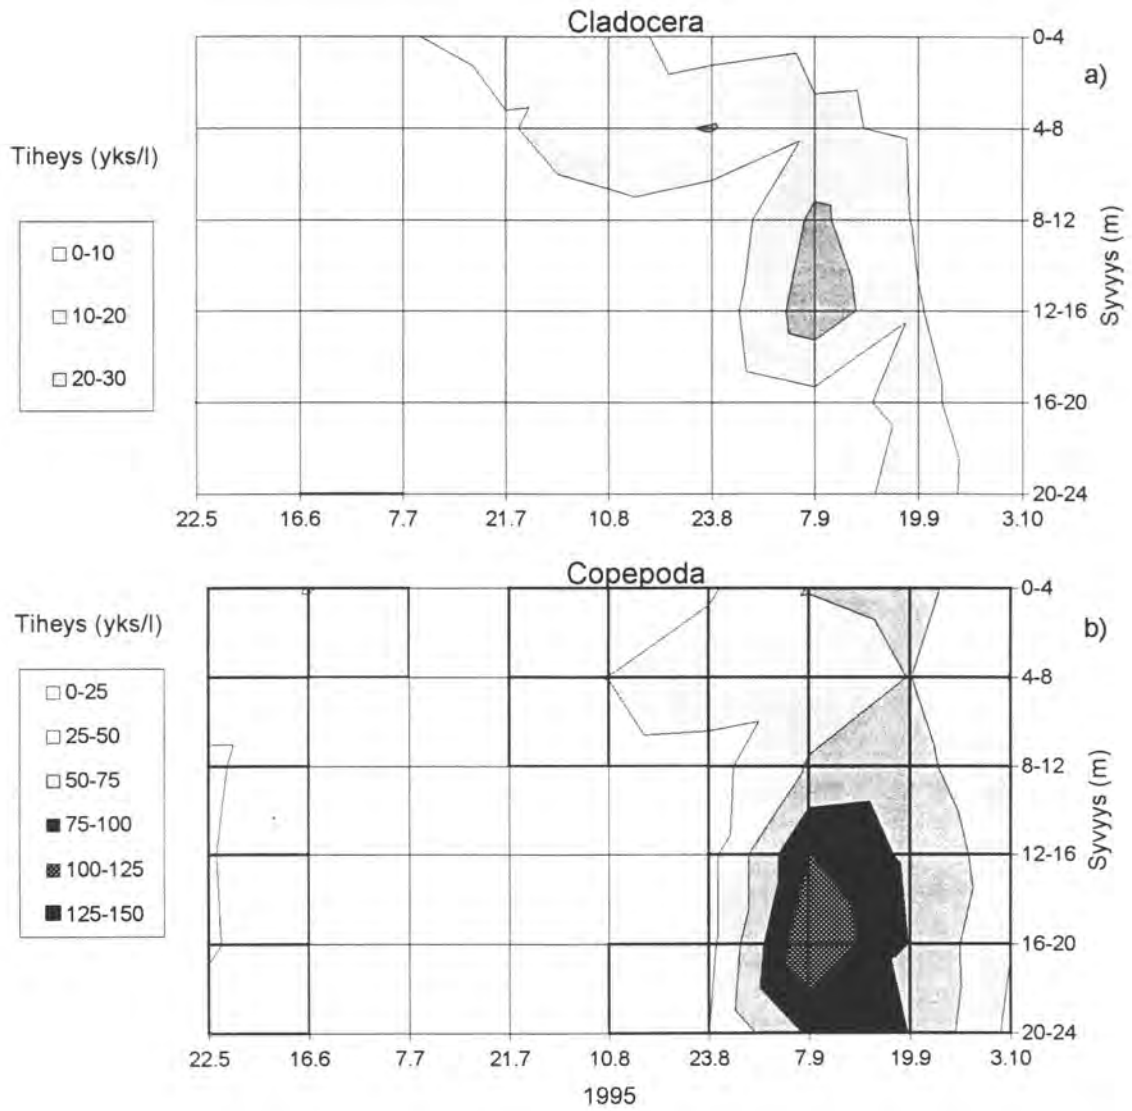 Cladocera
a)
Tiheys (yks/l)
0-10
10-20
20-30
0-4
4-8
8-12
12-16
16-20
20-24
Syvyys (m)
22.5 16.6 7.7 21.7 10.8 23.8 7.9 19.9 3.10
Copepoda
b)
Tiheys (yks/l)
0-25
25-50
50-75
75-100
100-125
125-150
0-4
4-8
8-12
12-16
16-20
20-24
Syvyys (m)
22.5 16.6 7.7 21.7 10.8 23.8 7.9 19.9 3.10
1995